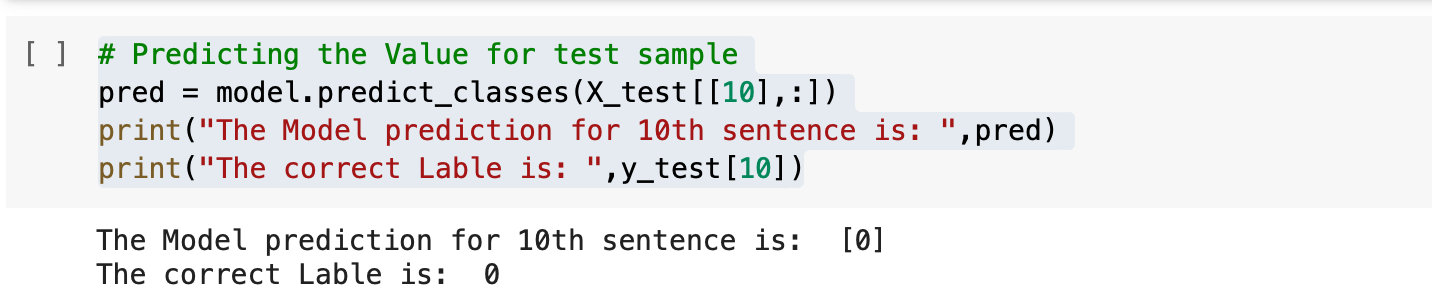 [ ] # Predicting the Value for test sample
pred = model.predict_classes(X_test[[10],:])
print("The Model prediction for 10th sentence is: ",pred)
print("The correct Lable is: ",y_test[10])
The Model prediction for 10th sentence is:  [0]
The correct Lable is:  0